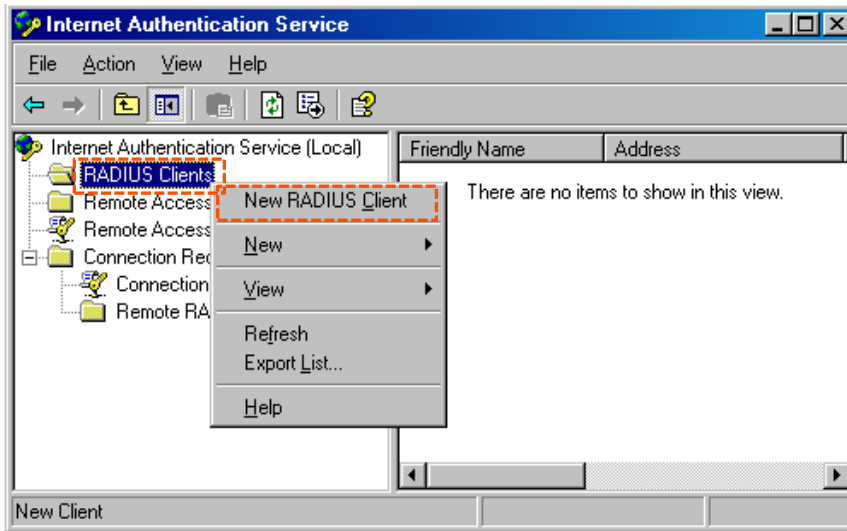 Internet Authentication Service
File Action View Help
Internet Authentication Service (Local)
RADIUS Clients
Remote Access
Remote Access
Connection Rec
Connection
Remote RA
New RADIUS Client
New
View
Refresh
Export List...
Help
Friendly Name Address
There are no items to show in this view.
New Client